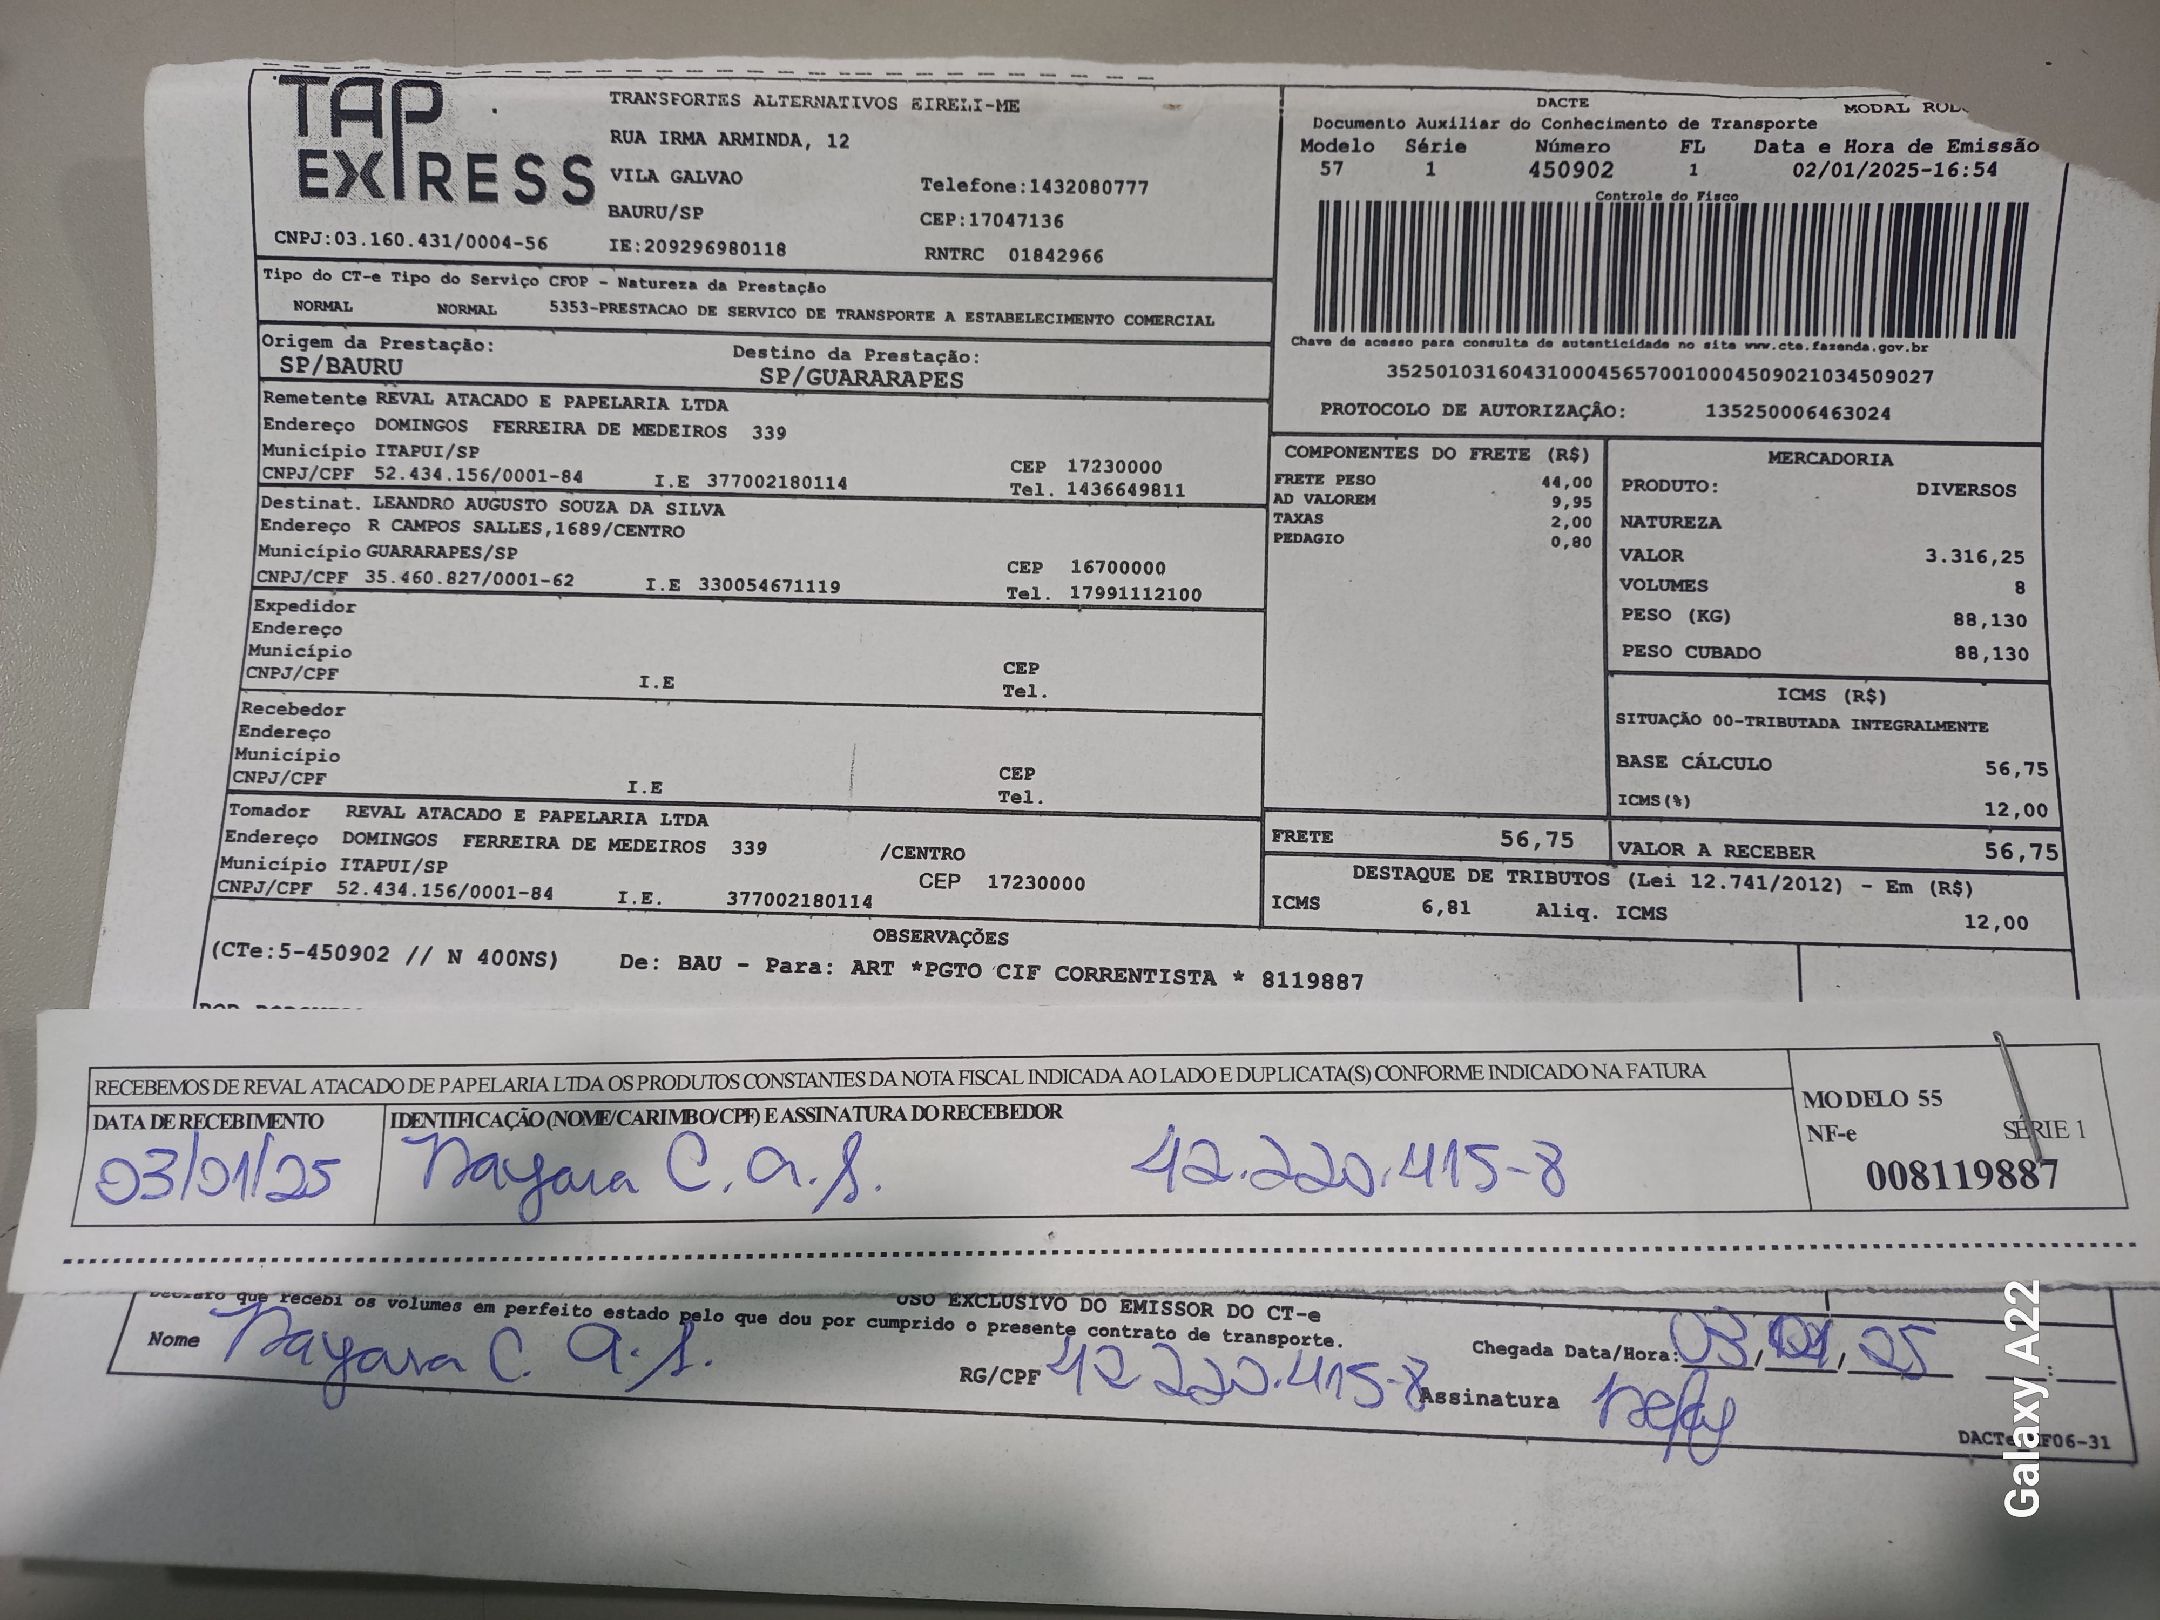 TAP EXPRESS
TRANSPORTES ALTERNATIVOS EIRELI-ME
RUA IRMA ARMINDA, 12
VILA GALVAO Telefone:1432080777
BAURU/SP CEP:17047136
CNPJ:03.160.431/0004-56 IE:209296980118 RNTRC 01842966
DACTE MODAL
Documento Auxiliar do Conhecimento de Transporte
Modelo Série Número FL Data e Hora de Emissão
57 1 450902 1 02/01/2025-16:54
Controle do Fisco
Chave de acesso para consulta de autenticidade no site www.cte.fazenda.gov.br
35250103160431000456570010004509021034509027
PROTOCOLO DE AUTORIZAÇÃO: 135250006463024
Tipo do CT-e Tipo do Serviço CFOP - Natureza da Prestação
NORMAL NORMAL 5353-PRESTACAO DE SERVICO DE TRANSPORTE A ESTABELECIMENTO COMERCIAL
Origem da Prestação: Destino da Prestação:
SP/BAURU SP/GUARARAPES
Remetente REVAL ATACADO E PAPELARIA LTDA
Endereço DOMINGOS FERREIRA DE MEDEIROS 339
Município ITAPUI/SP CEP 17230000
CNPJ/CPF 52.434.156/0001-84 I.E 377002180114 Tel. 1436649811
Destinat. LEANDRO AUGUSTO SOUZA DA SILVA
Endereço R CAMPOS SALLES,1689/CENTRO
Município GUARARAPES/SP CEP 16700000
CNPJ/CPF 35.460.827/0001-62 I.E 330054671119 Tel. 17991112100
Expedidor
Endereço
Município CEP
CNPJ/CPF I.E Tel.
Recebedor
Endereço
Município CEP
CNPJ/CPF I.E Tel.
Tomador REVAL ATACADO E PAPELARIA LTDA
Endereço DOMINGOS FERREIRA DE MEDEIROS 339 /CENTRO
Município ITAPUI/SP CEP 17230000
CNPJ/CPF 52.434.156/0001-84 I.E. 377002180114
COMPONENTES DO FRETE (R$)
FRETE PESO 44,00
AD VALOREM 9,95
TAXAS 2,00
PEDAGIO 0,80
MERCADORIA
PRODUTO: DIVERSOS
NATUREZA
VALOR 3.316,25
VOLUMES 8
PESO (KG) 88,130
PESO CUBADO 88,130
ICMS (R$)
SITUAÇÃO 00-TRIBUTADA INTEGRALMENTE
BASE CÁLCULO 56,75
ICMS(%) 12,00
FRETE 56,75 VALOR A RECEBER 56,75
DESTAQUE DE TRIBUTOS (Lei 12.741/2012) - Em (R$)
ICMS 6,81 Aliq. ICMS 12,00
OBSERVAÇÕES
(CTe:5-450902 // N 400NS) De: BAU - Para: ART *PGTO CIF CORRENTISTA * 8119887
RECEBEMOS DE REVAL ATACADO DE PAPELARIA LTDA OS PRODUTOS CONSTANTES DA NOTA FISCAL INDICADA AO LADO E DUPLICATA(S) CONFORME INDICADO NA FATURA
DATA DE RECEBIMENTO IDENTIFICAÇÃO (NOME/CARIMBO/CPF) E ASSINATURA DO RECEBEDOR
03/01/25 Nayara C. A. S. 42.220.415-8
MODELO 55
NF-e SÉRIE 1
008119887
USO EXCLUSIVO DO EMISSOR DO CT-e
Declaro que recebi os volumes em perfeito estado pelo que dou por cumprido o presente contrato de transporte.
Nome Nayara C. A. S. RG/CPF 42 220.415-8
Chegada Data/Hora: 03, 01, 25 :
Assinatura
Galaxy A22